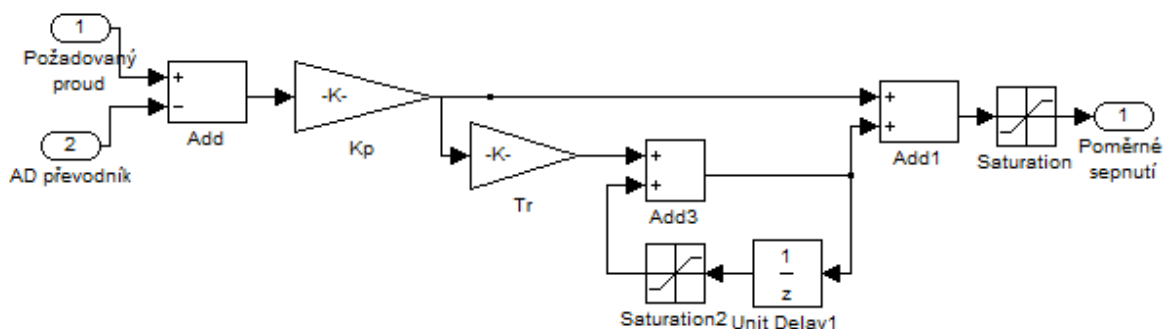 1
Požadovaný
proud
+
−
Add
2
AD převodník
-K-
Kp
-K-
Tr
+
+
Add3
Saturation2
1
z
Unit Delay1
+
+
Add1
Saturation
1
Poměrné
sepnutí